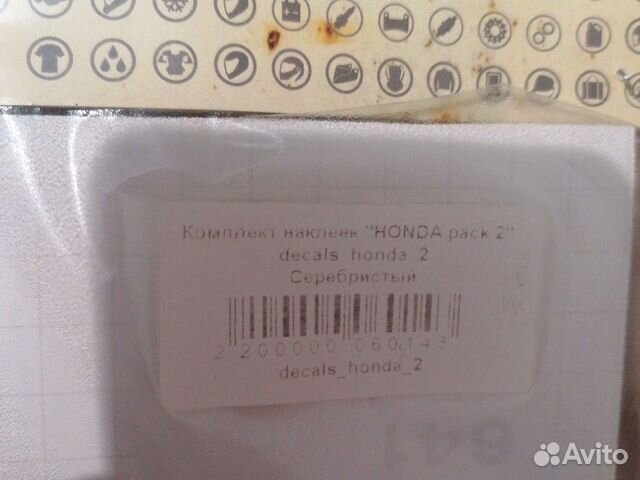 Комплект наклеек "HONDA pack 2"
decals_honda_2
Серебристый
2 200000 060143
decals_honda_2
641
Avito